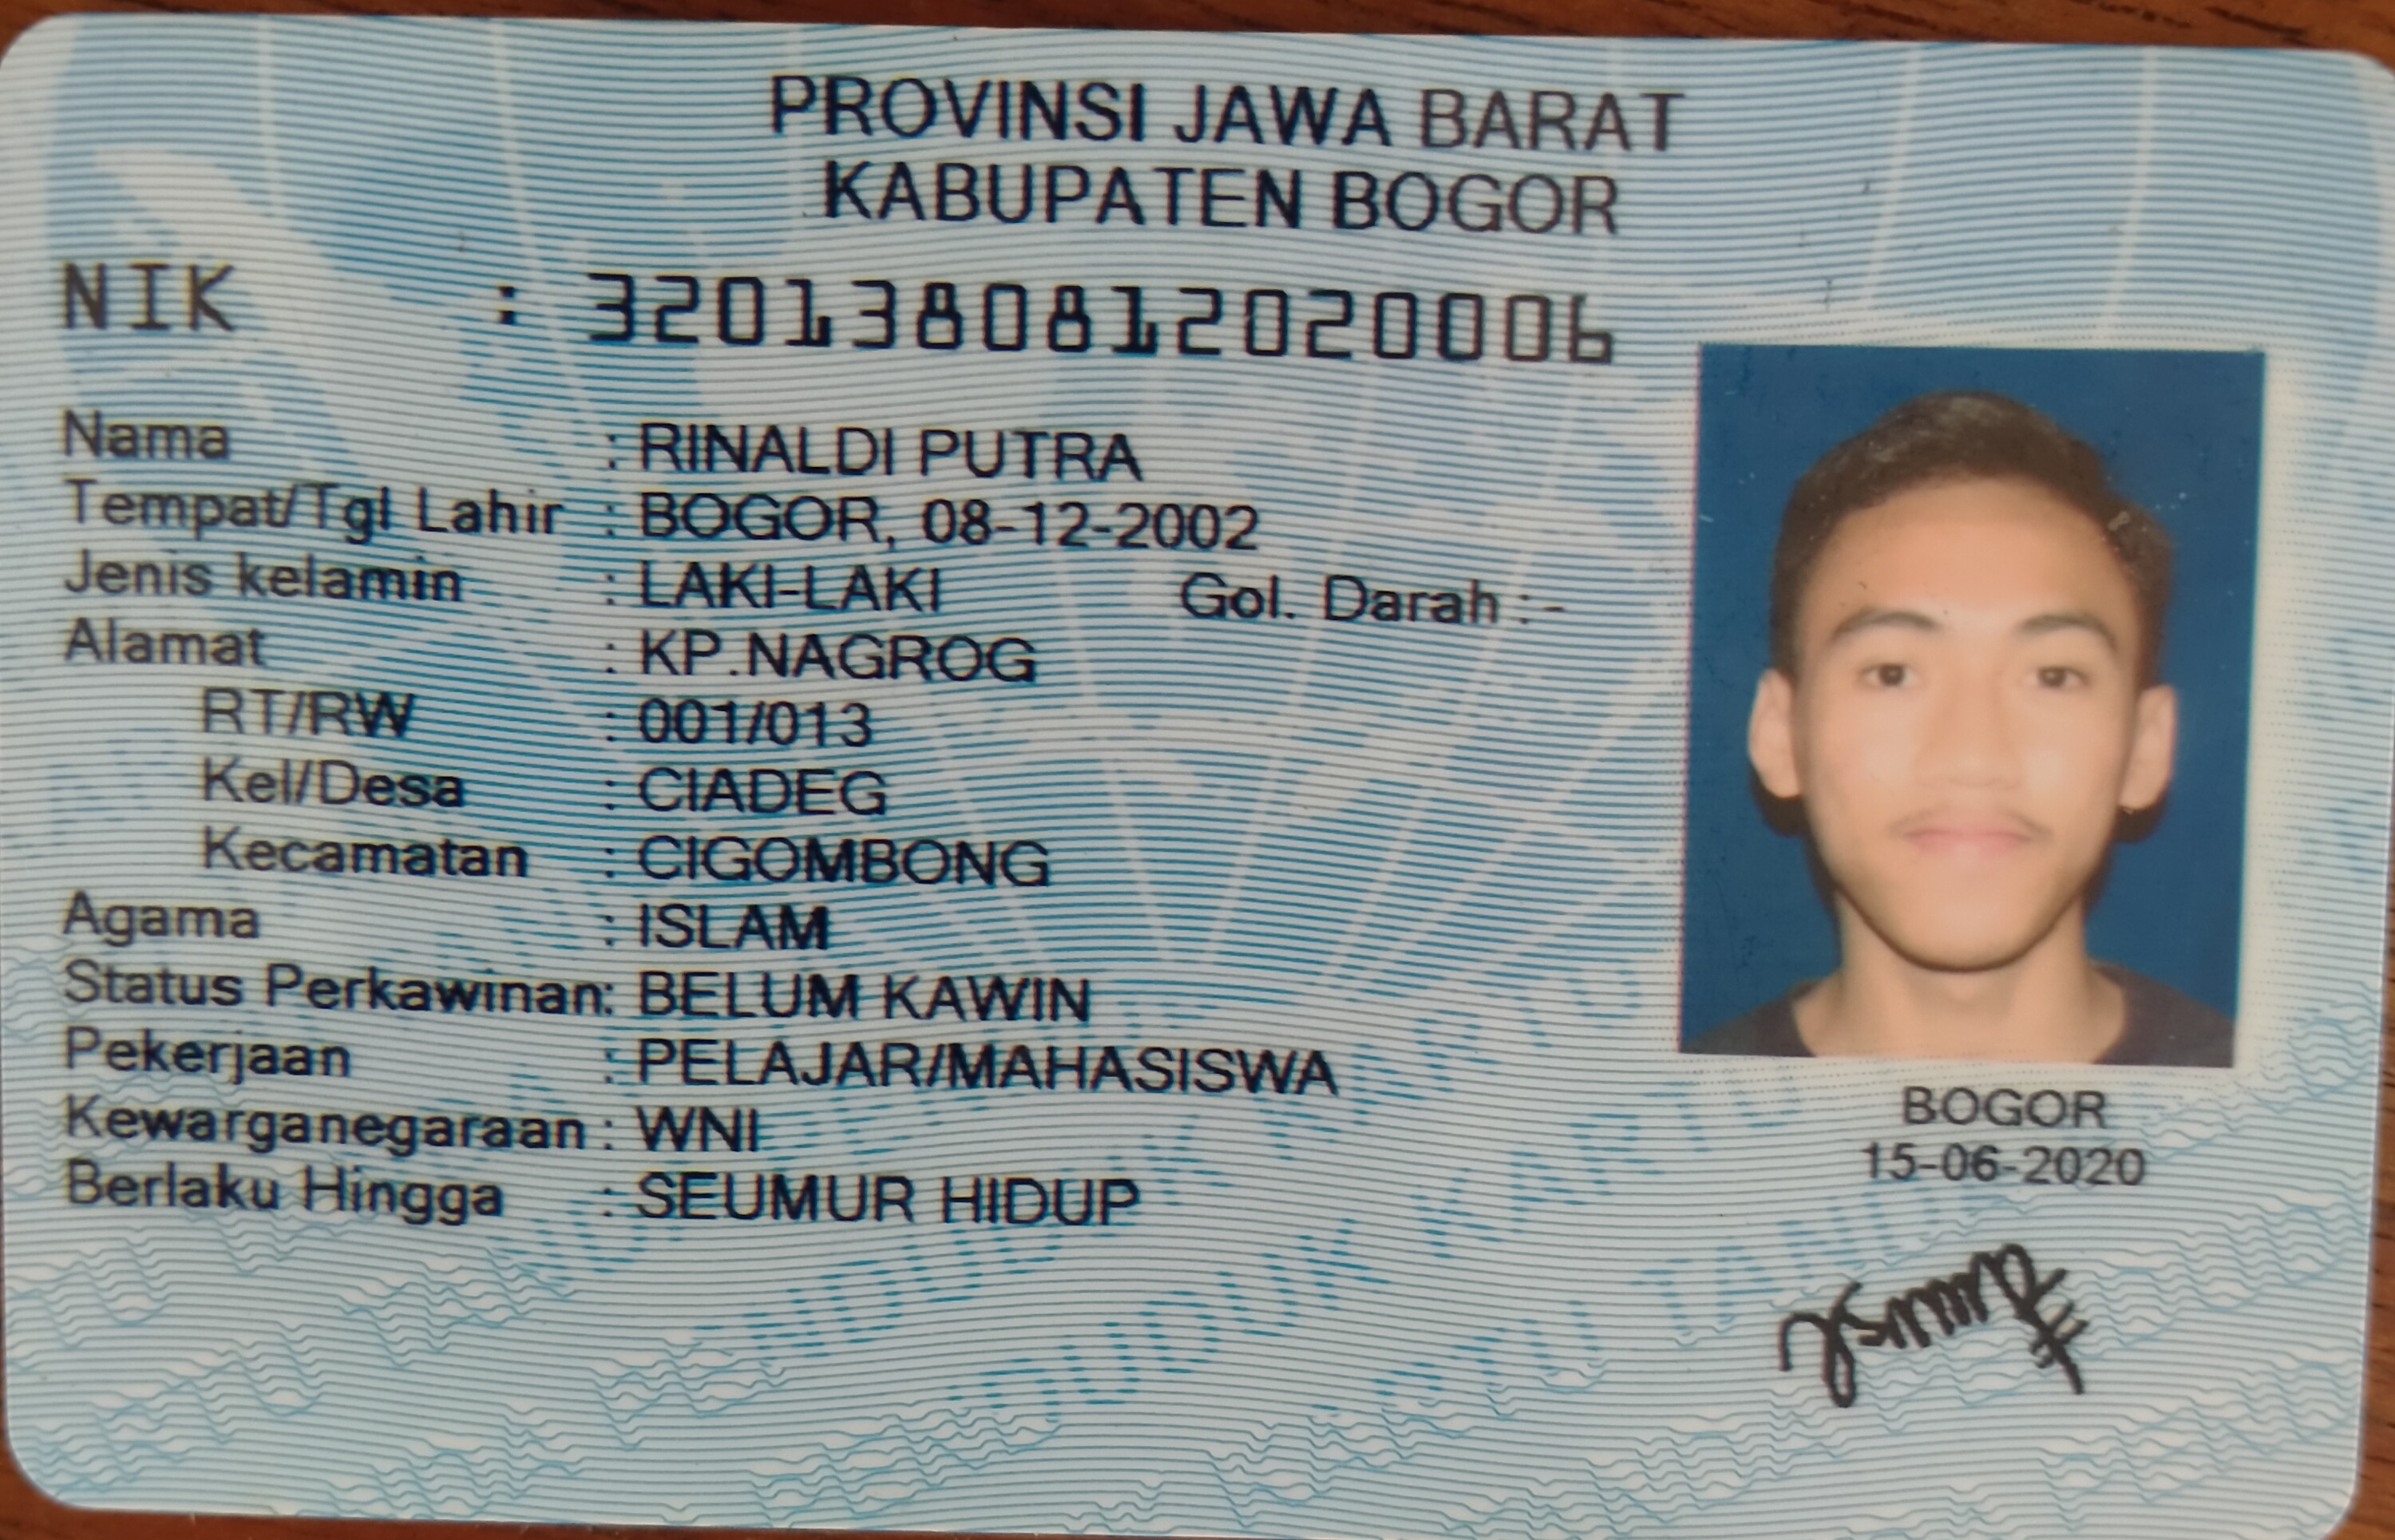 PROVINSI JAWA BARAT
KABUPATEN BOGOR
NIK : 3201380812020006
Nama : RINALDI PUTRA
Tempat/Tgl Lahir : BOGOR, 08-12-2002
Jenis kelamin : LAKI-LAKI Gol. Darah :-
Alamat : KP.NAGROG
RT/RW : 001/013
Kel/Desa : CIADEG
Kecamatan : CIGOMBONG
Agama : ISLAM
Status Perkawinan: BELUM KAWIN
Pekerjaan : PELAJAR/MAHASISWA
Kewarganegaraan : WNI
Berlaku Hingga : SEUMUR HIDUP
BOGOR
15-06-2020